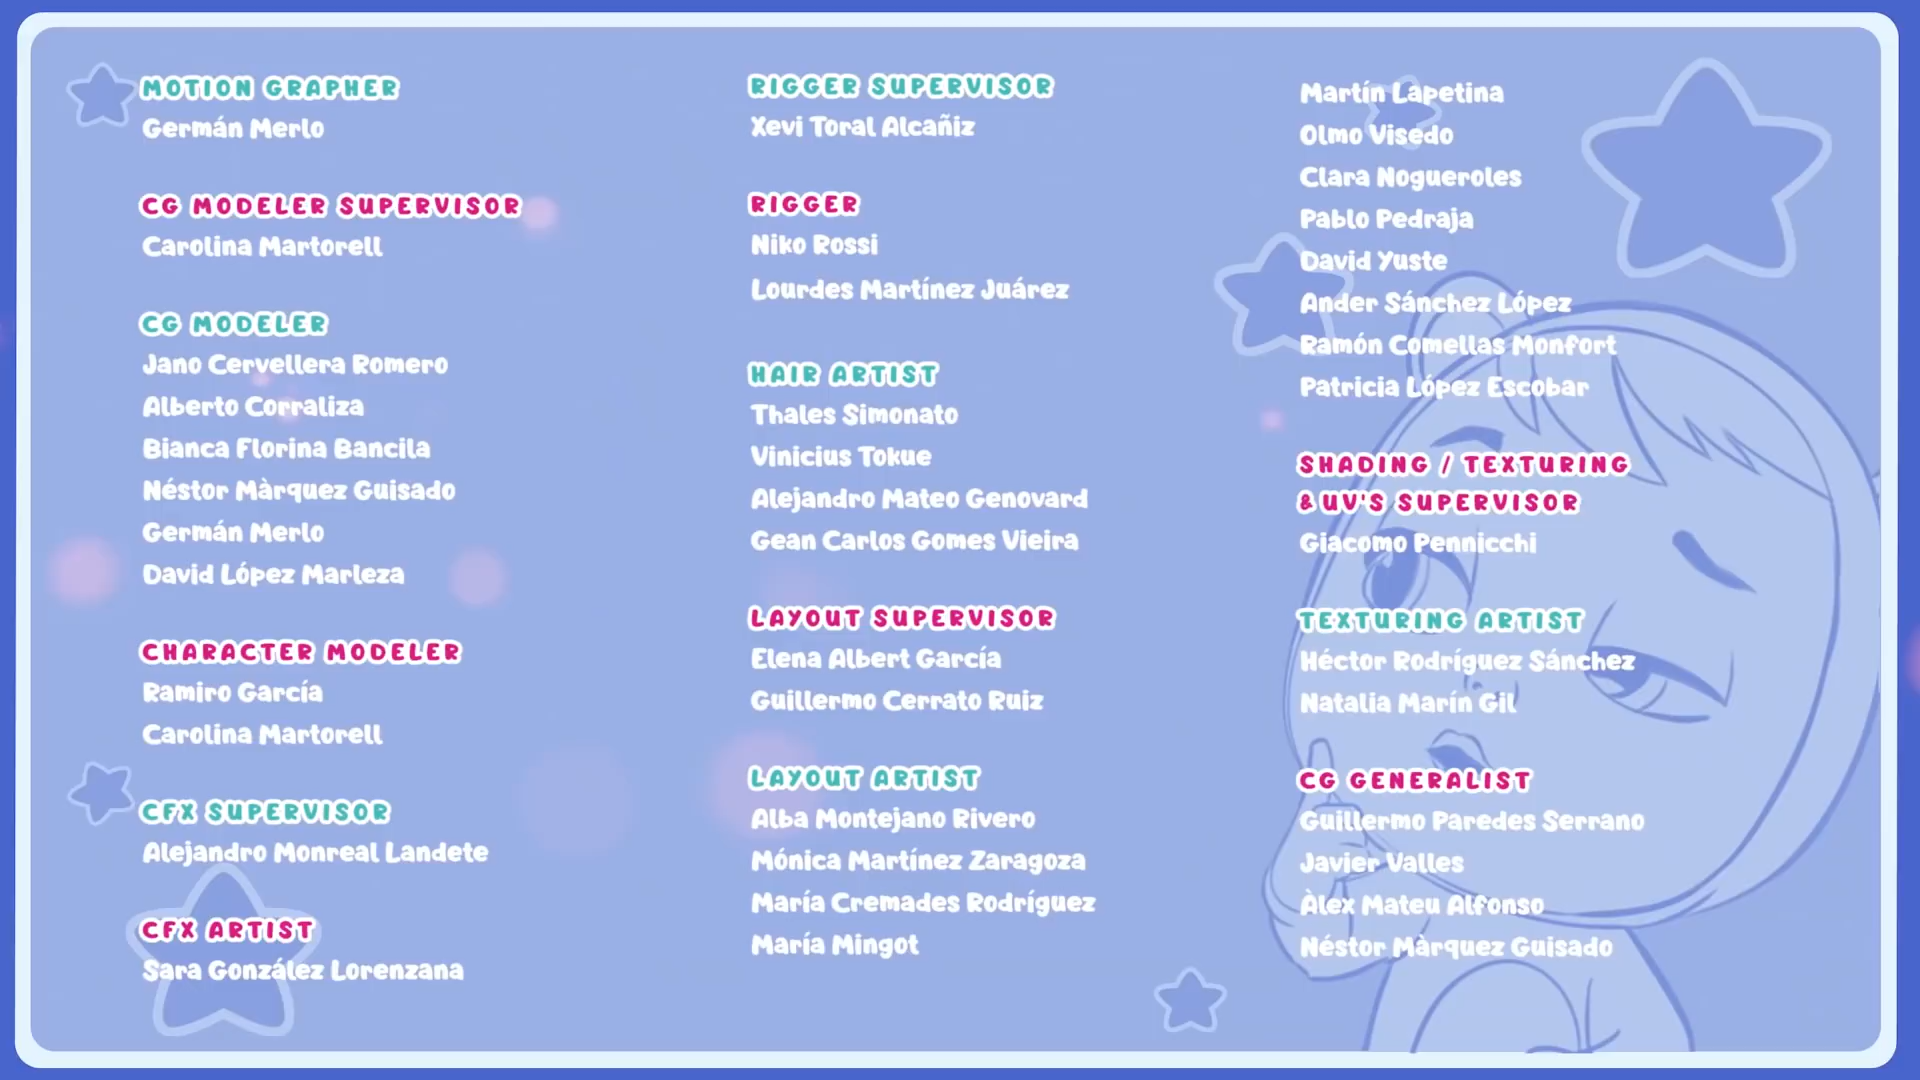 MOTION GRAPHER
Germán Merlo
CG MODELER SUPERVISOR
Carolina Martorell
CG MODELER
Jano Cervellera Romero
Alberto Corraliza
Bianca Florina Bancila
Néstor Màrquez Guisado
Germán Merlo
David López Marleza
CHARACTER MODELER
Ramiro García
Carolina Martorell
CFX SUPERVISOR
Alejandro Monreal Landete
CFX ARTIST
Sara González Lorenzana
RIGGER SUPERVISOR
Xevi Toral Alcañiz
RIGGER
Niko Rossi
Lourdes Martínez Juárez
HAIR ARTIST
Thales Simonato
Vinicius Tokue
Alejandro Mateo Genovard
Gean Carlos Gomes Vieira
LAYOUT SUPERVISOR
Elena Albert García
Guillermo Cerrato Ruiz
LAYOUT ARTIST
Alba Montejano Rivero
Mónica Martínez Zaragoza
María Cremades Rodríguez
María Mingot
Martín Lapetina
Olmo Visedo
Clara Nogueroles
Pablo Pedraja
David Yuste
Ander Sánchez López
Ramón Comellas Monfort
Patricia López Escobar
SHADING / TEXTURING
& UV'S SUPERVISOR
Giacomo Pennicchi
TEXTURING ARTIST
Héctor Rodríguez Sánchez
Natalia Marín Gil
CG GENERALIST
Guillermo Paredes Serrano
Javier Valles
Àlex Mateu Alfonso
Néstor Màrquez Guisado